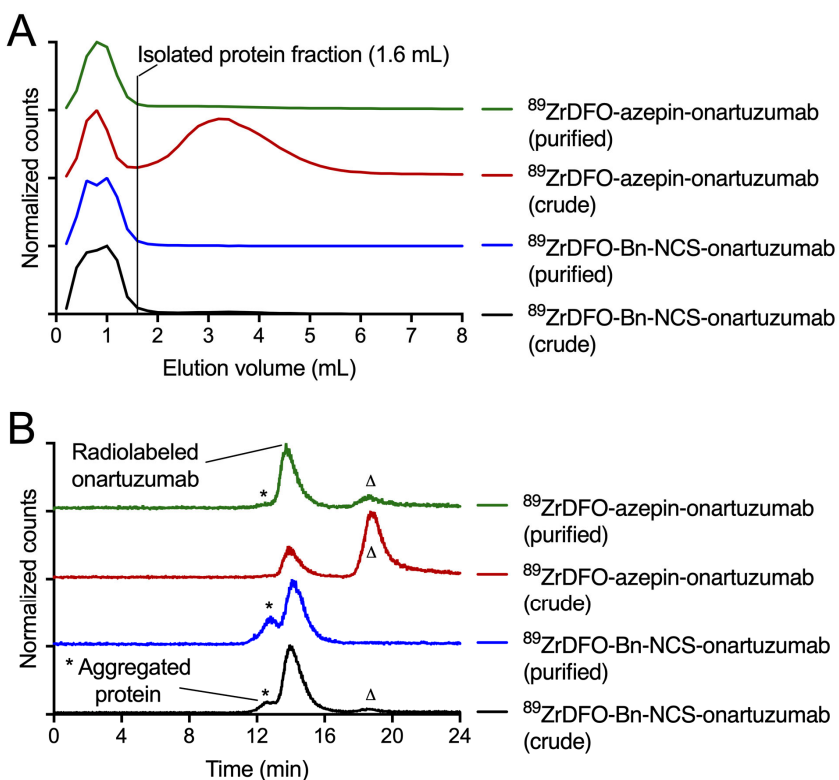 A
Isolated protein fraction (1.6 mL)
Normalized counts
⁸⁹ZrDFO-azepin-onartuzumab
(purified)
⁸⁹ZrDFO-azepin-onartuzumab
(crude)
⁸⁹ZrDFO-Bn-NCS-onartuzumab
(purified)
⁸⁹ZrDFO-Bn-NCS-onartuzumab
(crude)
0 1 2 3 4 5 6 7 8
Elution volume (mL)
B
Radiolabeled
onartuzumab
* Δ
Δ
*
* Aggregated
protein
* Δ
Normalized counts
⁸⁹ZrDFO-azepin-onartuzumab
(purified)
⁸⁹ZrDFO-azepin-onartuzumab
(crude)
⁸⁹ZrDFO-Bn-NCS-onartuzumab
(purified)
⁸⁹ZrDFO-Bn-NCS-onartuzumab
(crude)
0 4 8 12 16 20 24
Time (min)